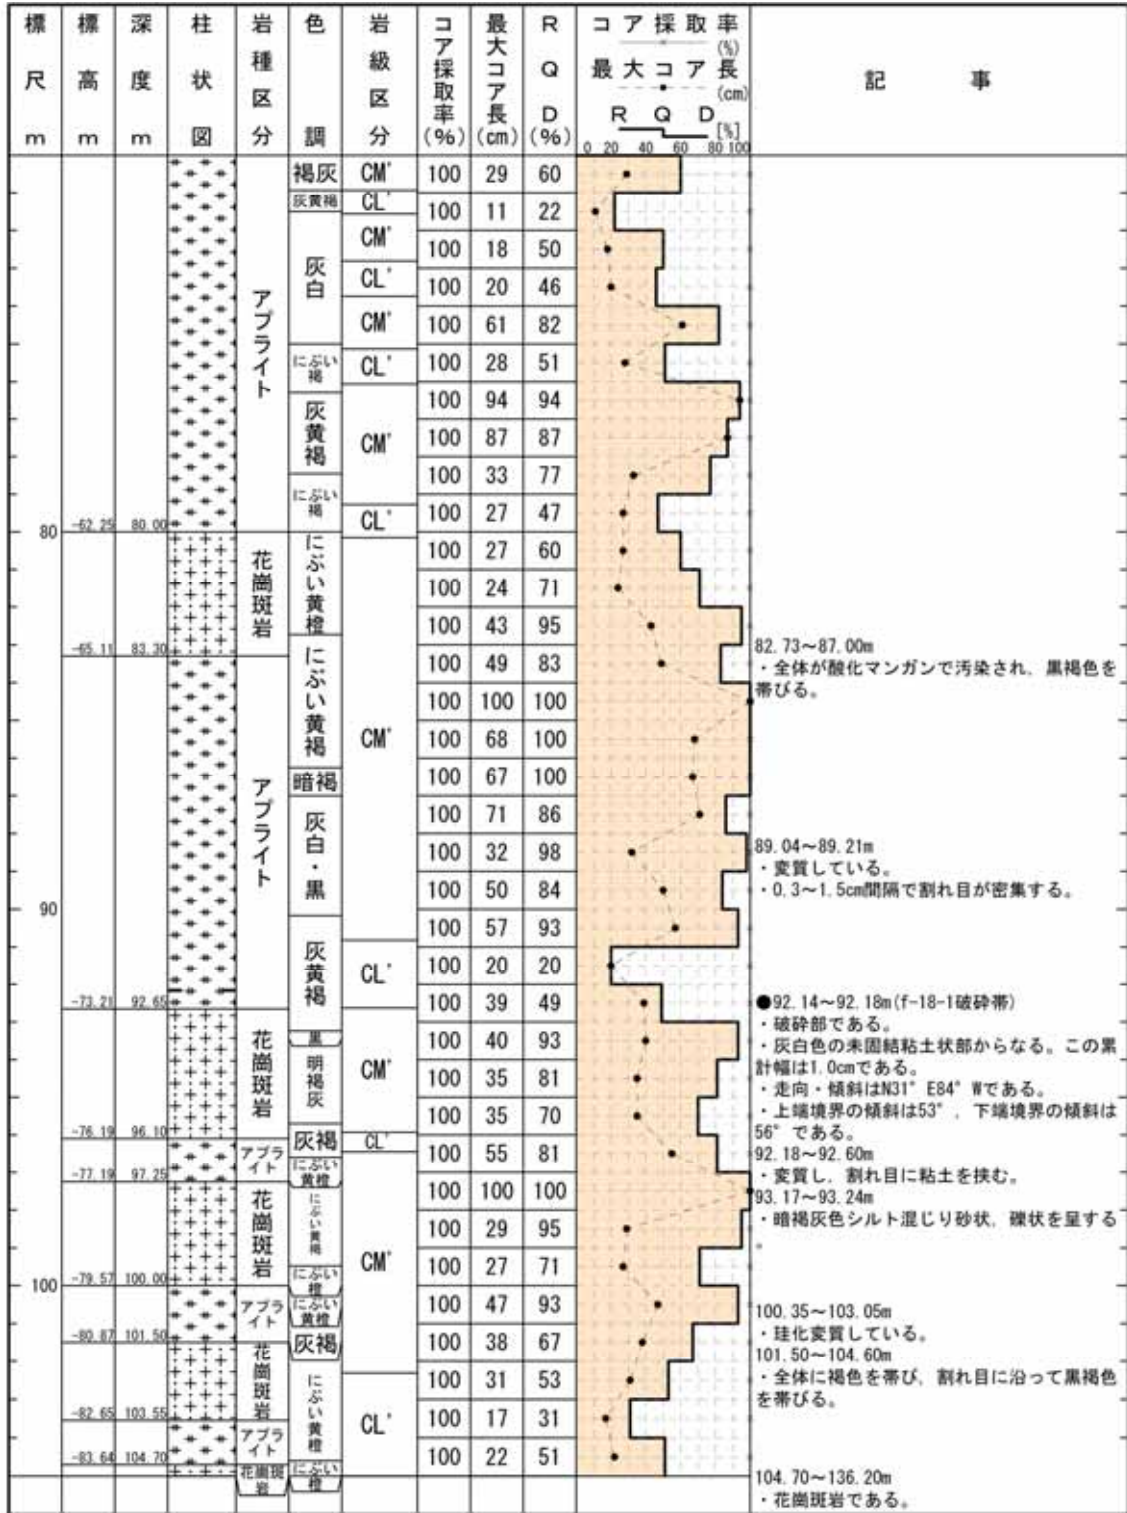 標尺m 標高m 深度m 柱状図 岩種区分 色調 岩級区分 コア採取率(%) 最大コア長(cm) RQD(%) コア採取率(%) 最大コア長(cm) RQD[%] 記事
0 20 40 60 80 100
褐灰 CM' 100 29 60
灰黄褐 CL' 100 11 22
灰白 CM' 100 18 50
CL' 100 20 46
アプライト CM' 100 61 82
にぶい褐 CL' 100 28 51
灰黄褐 CM' 100 94 94
100 87 87
100 33 77
にぶい褐 CL' 100 27 47
80 -62.25 80.00
花崗斑岩 にぶい黄橙 CM' 100 27 60
100 24 71
100 43 95
-65.11 83.30
にぶい黄褐 100 49 83
82.73～87.00m
・全体が酸化マンガンで汚染され、黒褐色を
帯びる。
100 100 100
100 68 100
アプライト 暗褐 100 67 100
灰白・黒 100 71 86
100 32 98
89.04～89.21m
・変質している。
・0.3～1.5cm間隔で割れ目が密集する。
100 50 84
90
灰黄褐 100 57 93
CL' 100 20 20
-73.21 92.65
100 39 49
●92.14～92.18m(f-18-1破砕帯)
・破砕部である。
・灰白色の未固結粘土状部からなる。この累
計幅は1.0cmである。
・走向・傾斜はN31°E84°Wである。
・上端境界の傾斜は53°、下端境界の傾斜は
56°である。
花崗斑岩 黒 CM' 100 40 93
明褐灰 100 35 81
100 35 70
-76.19 96.10
アプライト 灰褐 CL' 100 55 81
にぶい黄橙
92.18～92.60m
・変質し、割れ目に粘土を挟む。
-77.19 97.25
花崗斑岩 にぶい黄褐 CM' 100 100 100
93.17～93.24m
・暗褐灰色シルト混じり砂状、礫状を呈する
。
100 29 95
にぶい橙 100 27 71
100 -79.57 100.00
アプライト にぶい黄橙 100 47 93
100.35～103.05m
・珪化変質している。
-80.87 101.50
灰褐 100 38 67
101.50～104.60m
・全体に褐色を帯び、割れ目に沿って黒褐色
を帯びる。
花崗斑岩 にぶい黄橙 CL' 100 31 53
-82.65 103.55
100 17 31
アプライト 100 22 51
-83.64 104.70
花崗斑岩 にぶい橙
104.70～136.20m
・花崗斑岩である。